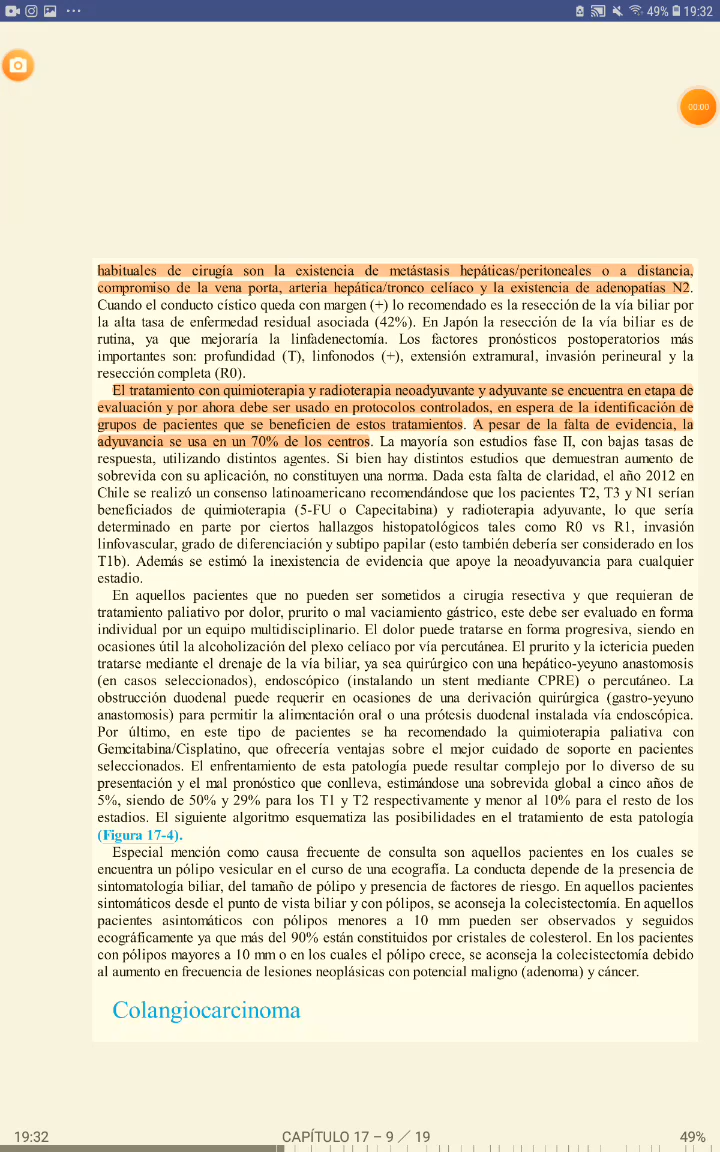 49% 19:32
00:00
habituales de cirugía son la existencia de metástasis hepáticas/peritoneales o a distancia,
compromiso de la vena porta, arteria hepática/tronco celíaco y la existencia de adenopatías N2.
Cuando el conducto cístico queda con margen (+) lo recomendado es la resección de la vía biliar por
la alta tasa de enfermedad residual asociada (42%). En Japón la resección de la vía biliar es de
rutina, ya que mejoraría la linfadenectomía. Los factores pronósticos postoperatorios más
importantes son: profundidad (T), linfonodos (+), extensión extramural, invasión perineural y la
resección completa (R0).
El tratamiento con quimioterapia y radioterapia neoadyuvante y adyuvante se encuentra en etapa de
evaluación y por ahora debe ser usado en protocolos controlados, en espera de la identificación de
grupos de pacientes que se beneficien de estos tratamientos. A pesar de la falta de evidencia, la
adyuvancia se usa en un 70% de los centros. La mayoría son estudios fase II, con bajas tasas de
respuesta, utilizando distintos agentes. Si bien hay distintos estudios que demuestran aumento de
sobrevida con su aplicación, no constituyen una norma. Dada esta falta de claridad, el año 2012 en
Chile se realizó un consenso latinoamericano recomendándose que los pacientes T2, T3 y N1 serían
beneficiados de quimioterapia (5-FU o Capecitabina) y radioterapia adyuvante, lo que sería
determinado en parte por ciertos hallazgos histopatológicos tales como R0 vs R1, invasión
linfovascular, grado de diferenciación y subtipo papilar (esto también debería ser considerado en los
T1b). Además se estimó la inexistencia de evidencia que apoye la neoadyuvancia para cualquier
estadio.
En aquellos pacientes que no pueden ser sometidos a cirugía resectiva y que requieran de
tratamiento paliativo por dolor, prurito o mal vaciamiento gástrico, este debe ser evaluado en forma
individual por un equipo multidisciplinario. El dolor puede tratarse en forma progresiva, siendo en
ocasiones útil la alcoholización del plexo celíaco por vía percutánea. El prurito y la ictericia pueden
tratarse mediante el drenaje de la vía biliar, ya sea quirúrgico con una hepático-yeyuno anastomosis
(en casos seleccionados), endoscópico (instalando un stent mediante CPRE) o percutáneo. La
obstrucción duodenal puede requerir en ocasiones de una derivación quirúrgica (gastro-yeyuno
anastomosis) para permitir la alimentación oral o una prótesis duodenal instalada vía endoscópica.
Por último, en este tipo de pacientes se ha recomendado la quimioterapia paliativa con
Gemcitabina/Cisplatino, que ofrecería ventajas sobre el mejor cuidado de soporte en pacientes
seleccionados. El enfrentamiento de esta patología puede resultar complejo por lo diverso de su
presentación y el mal pronóstico que conlleva, estimándose una sobrevida global a cinco años de
5%, siendo de 50% y 29% para los T1 y T2 respectivamente y menor al 10% para el resto de los
estadios. El siguiente algoritmo esquematiza las posibilidades en el tratamiento de esta patología
(Figura 17-4).
Especial mención como causa frecuente de consulta son aquellos pacientes en los cuales se
encuentra un pólipo vesicular en el curso de una ecografía. La conducta depende de la presencia de
sintomatología biliar, del tamaño de pólipo y presencia de factores de riesgo. En aquellos pacientes
sintomáticos desde el punto de vista biliar y con pólipos, se aconseja la colecistectomía. En aquellos
pacientes asintomáticos con pólipos menores a 10 mm pueden ser observados y seguidos
ecográficamente ya que más del 90% están constituidos por cristales de colesterol. En los pacientes
con pólipos mayores a 10 mm o en los cuales el pólipo crece, se aconseja la colecistectomía debido
al aumento en frecuencia de lesiones neoplásicas con potencial maligno (adenoma) y cáncer.
Colangiocarcinoma
19:32 CAPÍTULO 17 – 9 / 19 49%